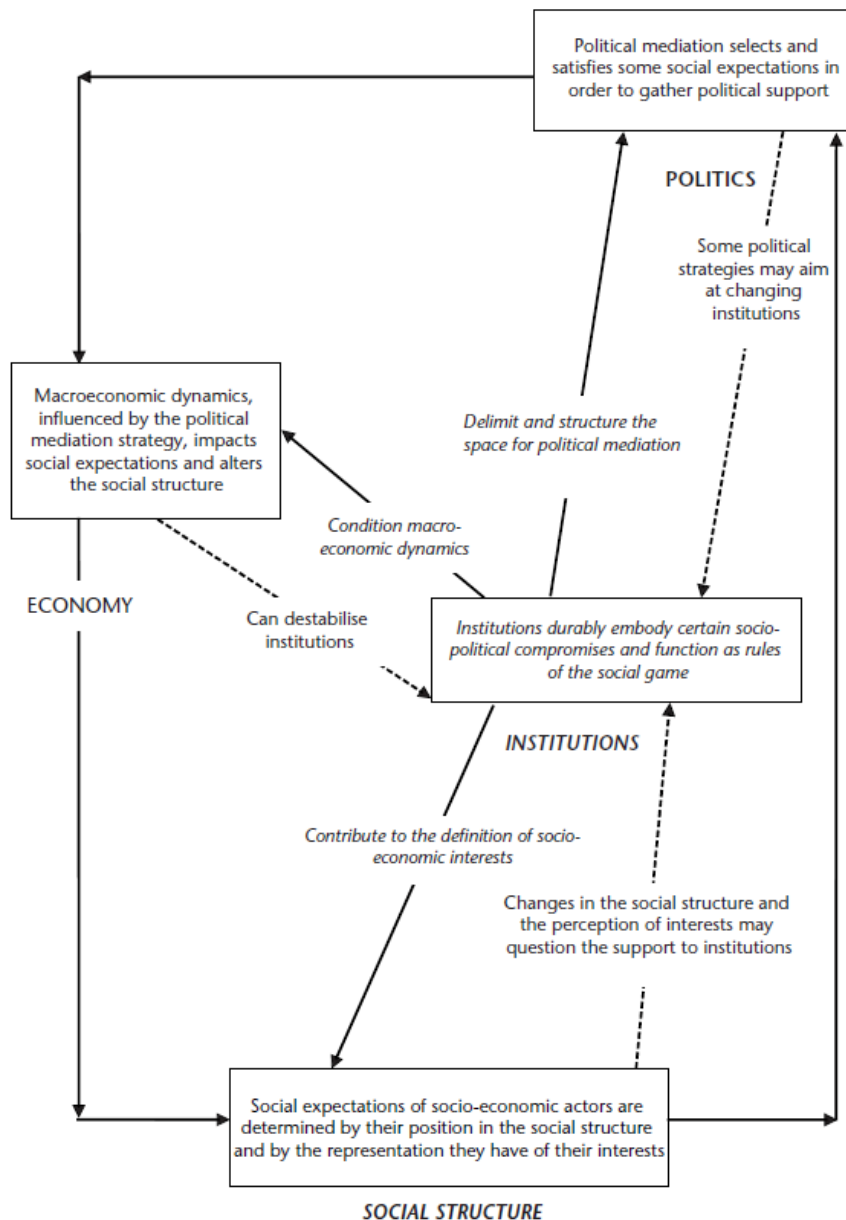 Political mediation selects and
satisfies some social expectations in
order to gather political support
POLITICS
Some political
strategies may aim
at changing
institutions
Macroeconomic dynamics,
influenced by the political
mediation strategy, impacts
social expectations and alters
the social structure
Delimit and structure the
space for political mediation
Condition macro-
economic dynamics
ECONOMY
Can destabilise
institutions
Institutions durably embody certain socio-
political compromises and function as rules
of the social game
INSTITUTIONS
Contribute to the definition of socio-
economic interests
Changes in the social structure and
the perception of interests may
question the support to institutions
Social expectations of socio-economic actors are
determined by their position in the social structure
and by the representation they have of their interests
SOCIAL STRUCTURE